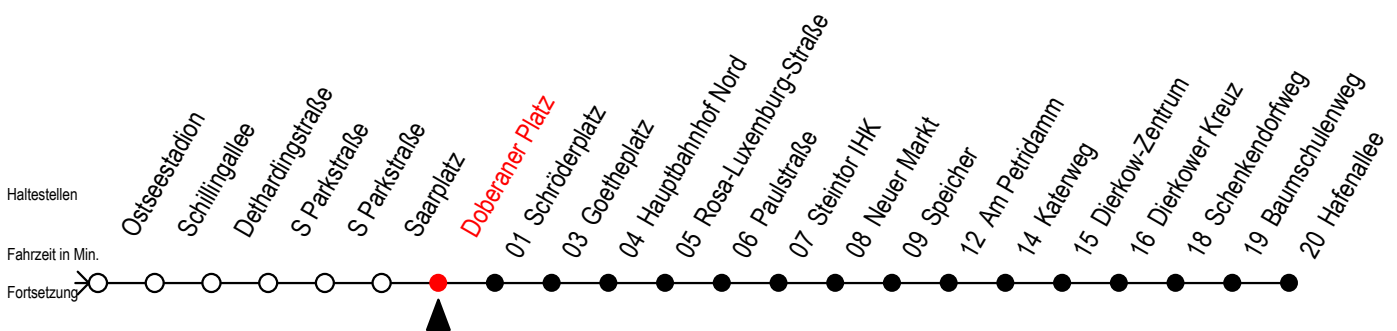 Haltestellen
Ostseestadion
Schillingallee
Dethardingstraße
S Parkstraße
S Parkstraße
Saarplatz
Doberaner Platz
01 Schröderplatz
03 Goetheplatz
04 Hauptbahnhof Nord
05 Rosa-Luxemburg-Straße
06 Paulstraße
07 Steintor IHK
08 Neuer Markt
09 Speicher
12 Am Petridamm
14 Katerweg
15 Dierkow-Zentrum
16 Dierkower Kreuz
18 Schenkendorfweg
19 Baumschulenweg
20 Hafenallee
Fahrzeit in Min.
Fortsetzung